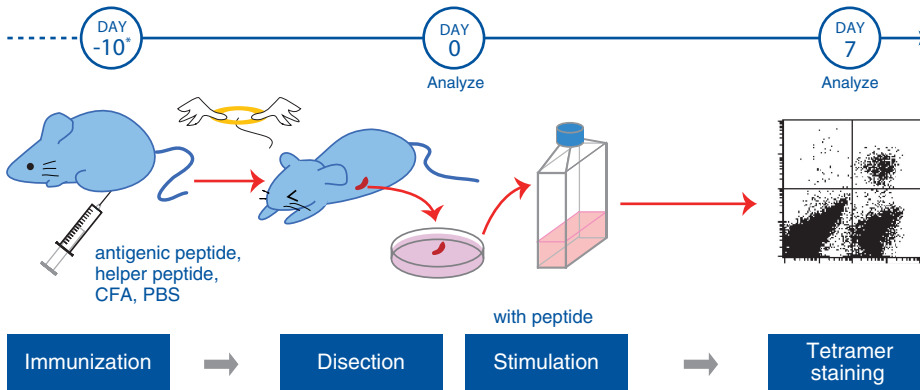 DAY
-10*
DAY
0
DAY
7
Analyze
Analyze
antigenic peptide,
helper peptide,
CFA, PBS
with peptide
Immunization
Disection
Stimulation
Tetramer
staining